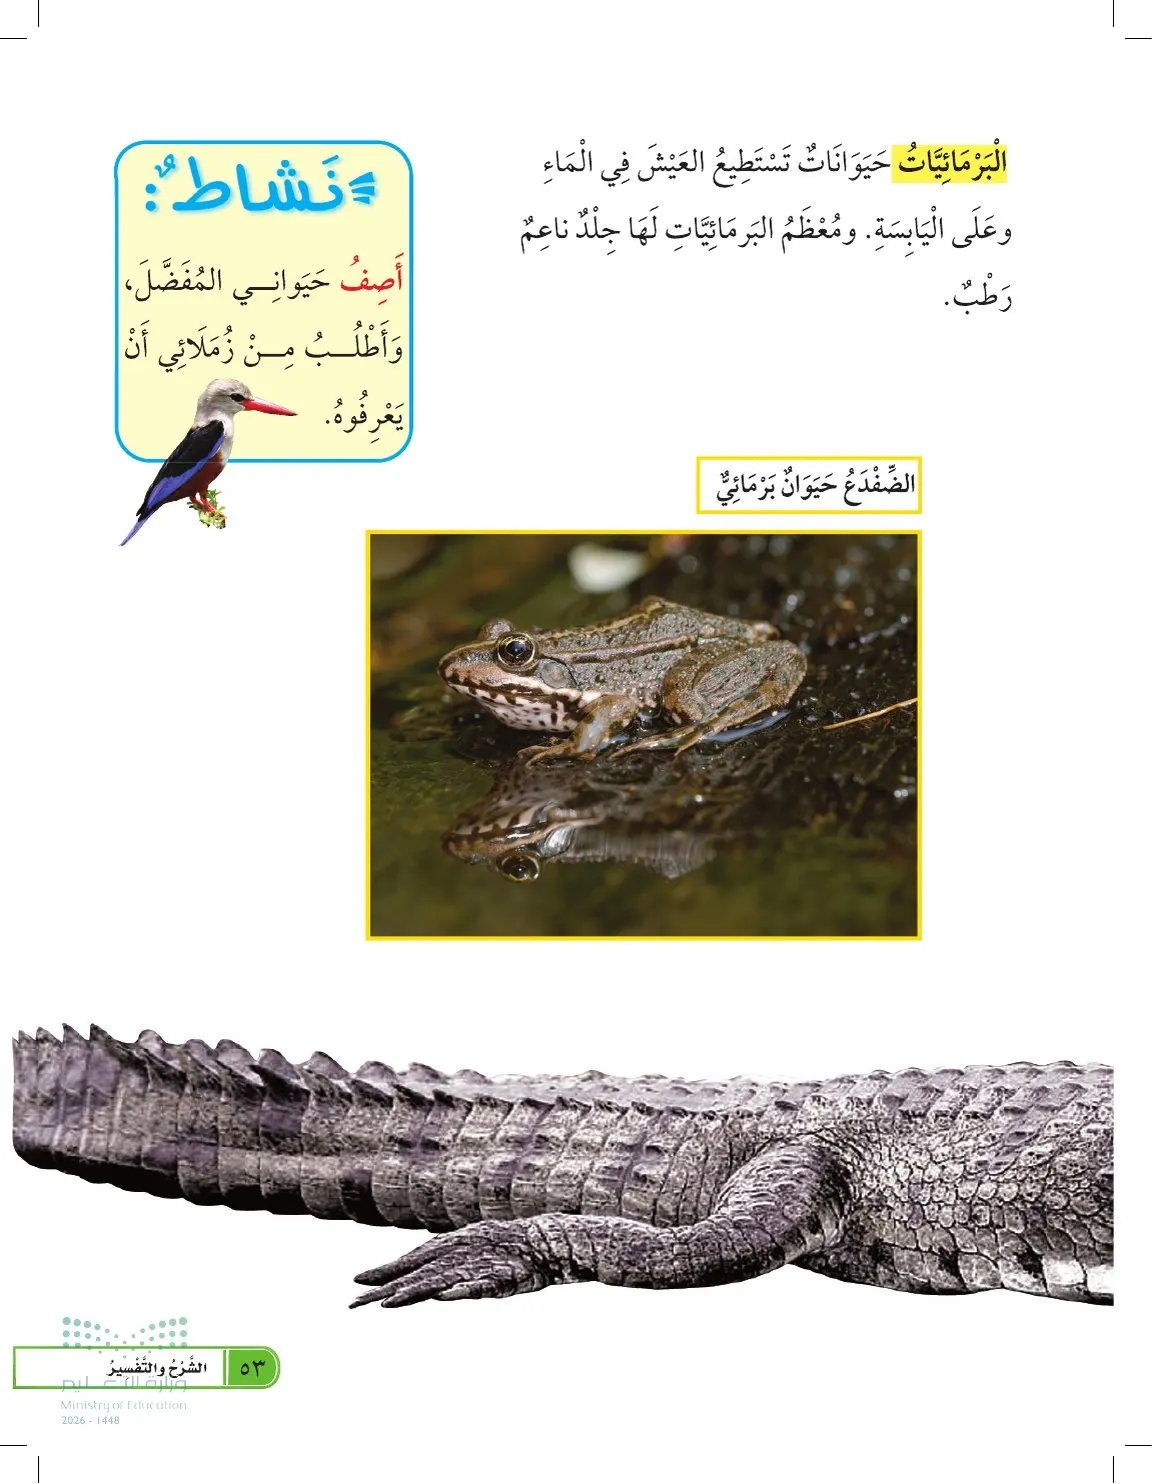 الْبَرْمَائِيَّاتُ حَيَوَانَاتٌ تَسْتَطِيعُ العَيْشَ فِي الْمَاءِ
وعَلَى الْيَابِسَةِ. ومُعْظَمُ البَرمَائِيَّاتِ لَهَا جِلْدٌ ناعِمٌ
رَطْبٌ.
نَشاطٌ:
أَصِفُ حَيَوانِي المُفَضَّلَ،
وَأَطْلُبُ مِنْ زُمَلَائِي أَنْ
يَعْرِفُوهُ.
الضِّفْدَعُ حَيَوَانٌ بَرْمَائِيٌّ
٥٣ الشَّرْحُ والتَّفْسِيرُ
وزارة التعليم
Ministry of Education
2026 - 1448